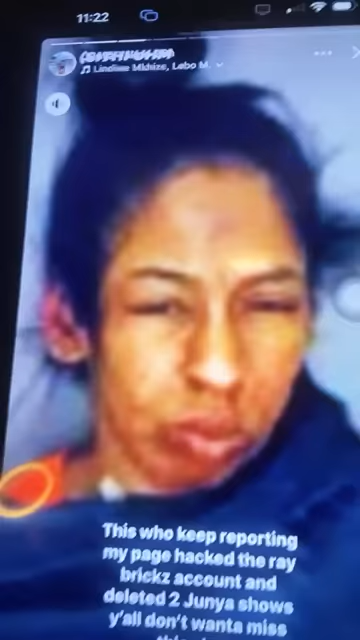 11:22
Lindiwe Mkhize, Lebo M.
This who keep reporting
my page hacked the ray
brickz account and
deleted 2 Junya shows
y'all don't wanta miss